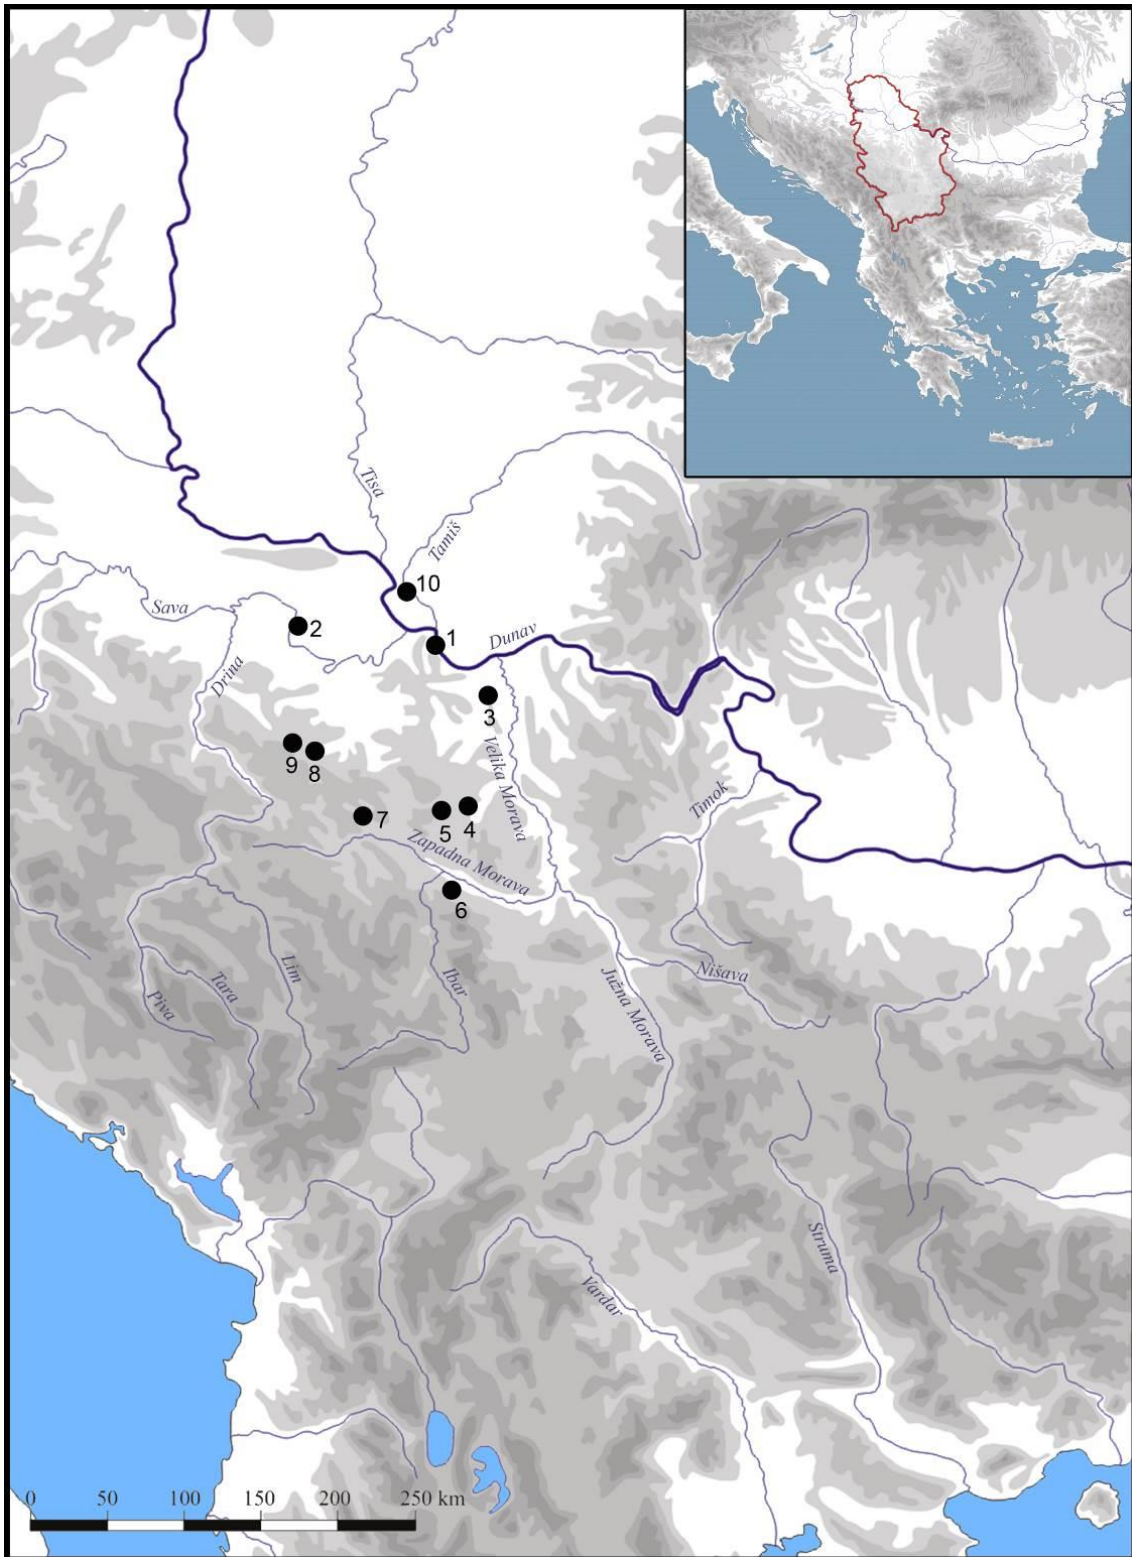 Tisa
Tamiš
10
Sava
2
1
Dunav
Drina
3
9
8
Velika Morava
7
5
4
Timok
Zapadna Morava
6
Lim
Ibar
Nišava
Tara
Piva
Južna Morava
Struma
Vardar
0 50 100 150 200 250 km